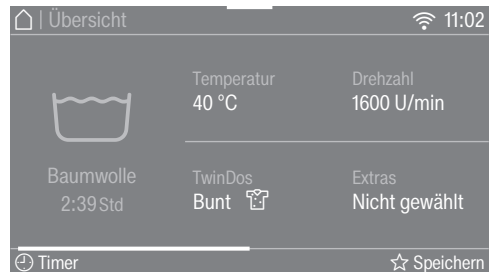 | Übersicht 11:02
Temperatur Drehzahl
40 °C 1600 U/min
Baumwolle TwinDos Extras
2:39 Std Bunt Nicht gewählt
Timer Speichern